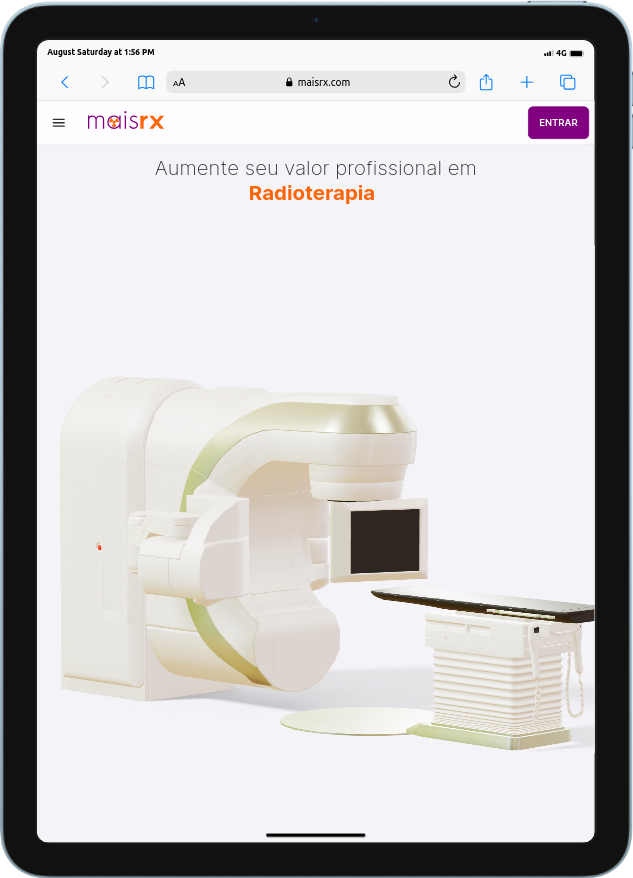 August Saturday at 1:56 PM
4G
AA
maisrx.com
maisrx
ENTRAR
Aumente seu valor profissional em
Radioterapia